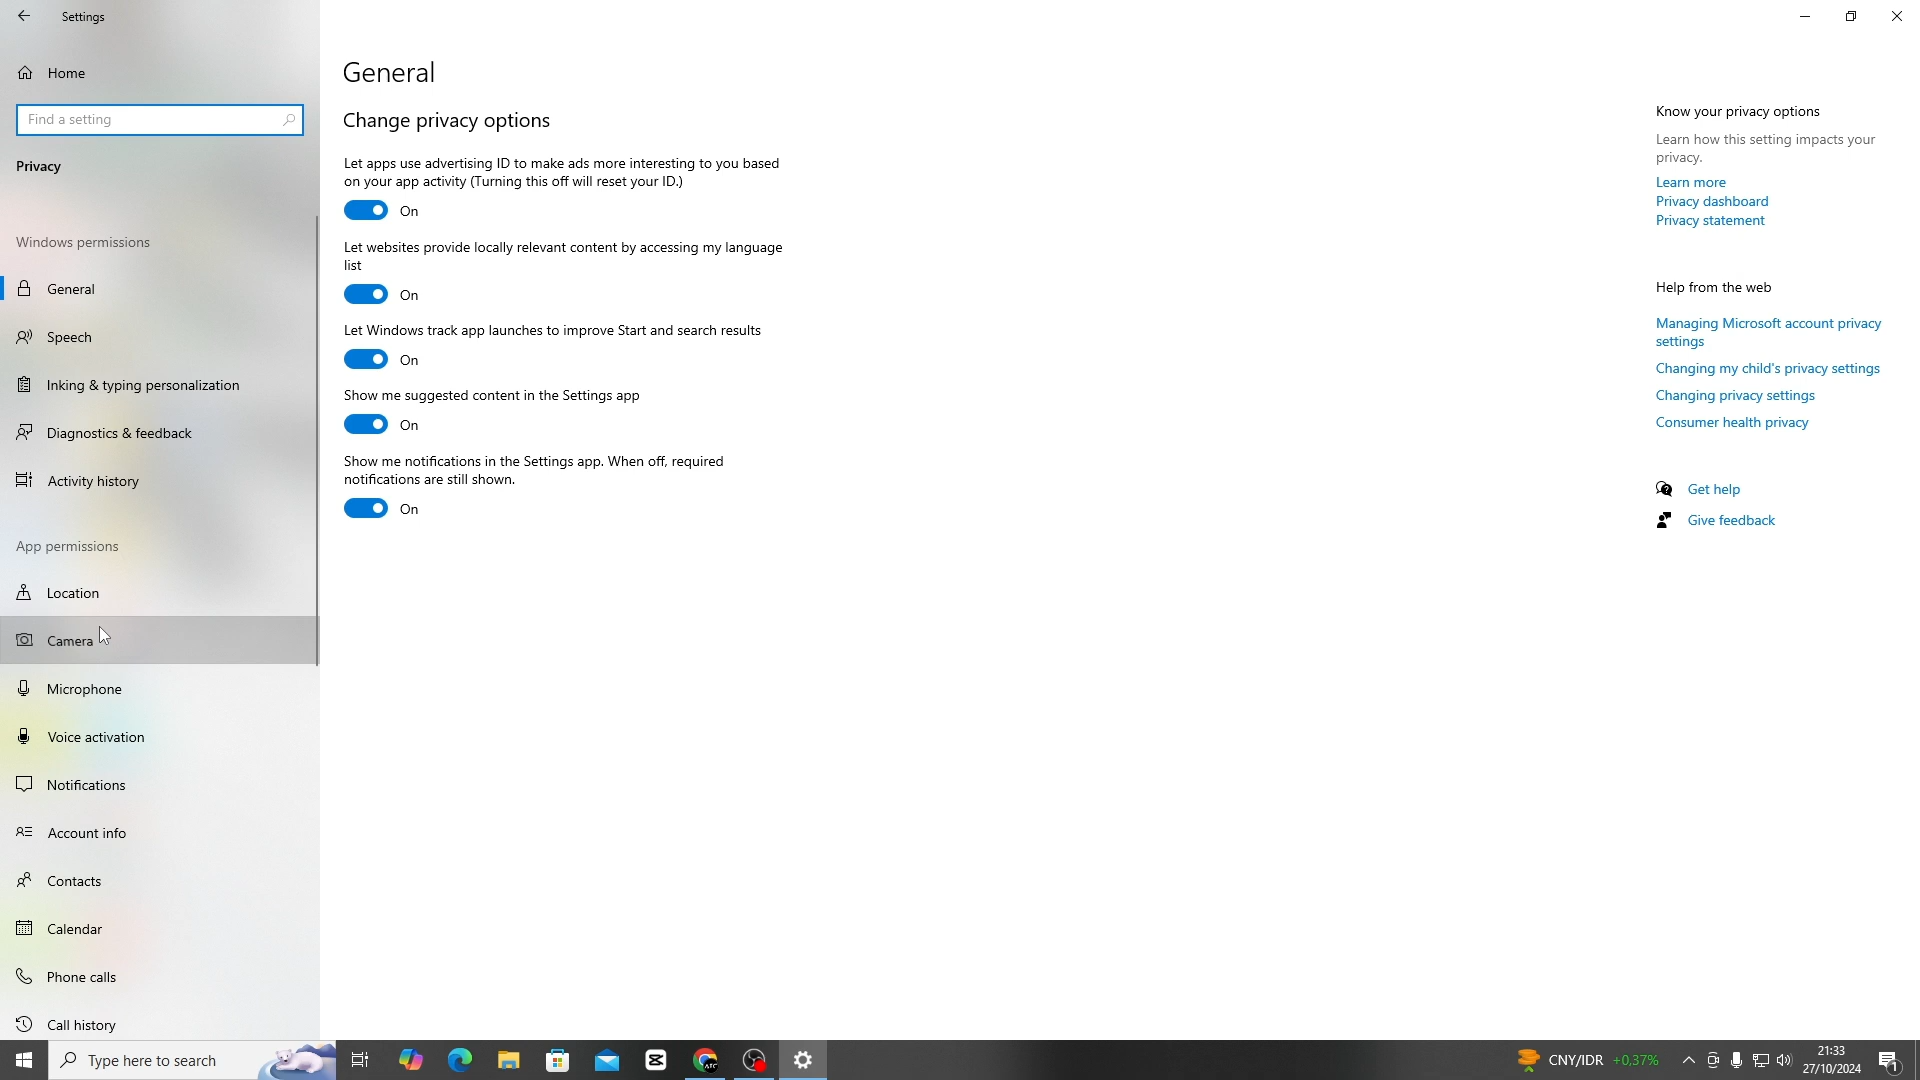 Settings
Home
Find a setting
Privacy
Windows permissions
General
Speech
Inking & typing personalization
Diagnostics & feedback
Activity history
App permissions
Location
Camera
Microphone
Voice activation
Notifications
Account info
Contacts
Calendar
Phone calls
Call history
General
Change privacy options
Let apps use advertising ID to make ads more interesting to you based
on your app activity (Turning this off will reset your ID.)
On
Let websites provide locally relevant content by accessing my language
list
On
Let Windows track app launches to improve Start and search results
On
Show me suggested content in the Settings app
On
Show me notifications in the Settings app. When off, required
notifications are still shown.
On
Know your privacy options
Learn how this setting impacts your
privacy.
Learn more
Privacy dashboard
Privacy statement
Help from the web
Managing Microsoft account privacy
settings
Changing my child's privacy settings
Changing privacy settings
Consumer health privacy
Get help
Give feedback
Type here to search
CNY/IDR +0,37%
21:33
27/10/2024
1